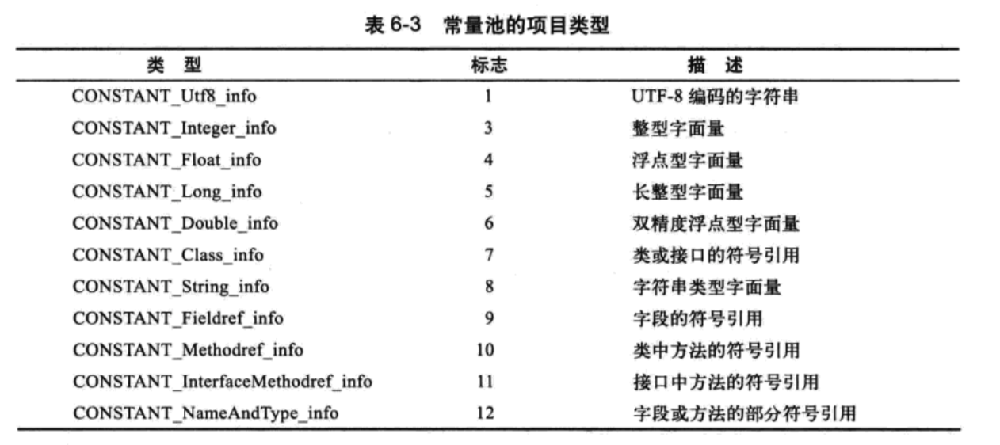 表 6-3 常量池的项目类型
类 型 标志 描 述
CONSTANT_Utf8_info 1 UTF-8 编码的字符串
CONSTANT_Integer_info 3 整型字面量
CONSTANT_Float_info 4 浮点型字面量
CONSTANT_Long_info 5 长整型字面量
CONSTANT_Double_info 6 双精度浮点型字面量
CONSTANT_Class_info 7 类或接口的符号引用
CONSTANT_String_info 8 字符串类型字面量
CONSTANT_Fieldref_info 9 字段的符号引用
CONSTANT_Methodref_info 10 类中方法的符号引用
CONSTANT_InterfaceMethodref_info 11 接口中方法的符号引用
CONSTANT_NameAndType_info 12 字段或方法的部分符号引用